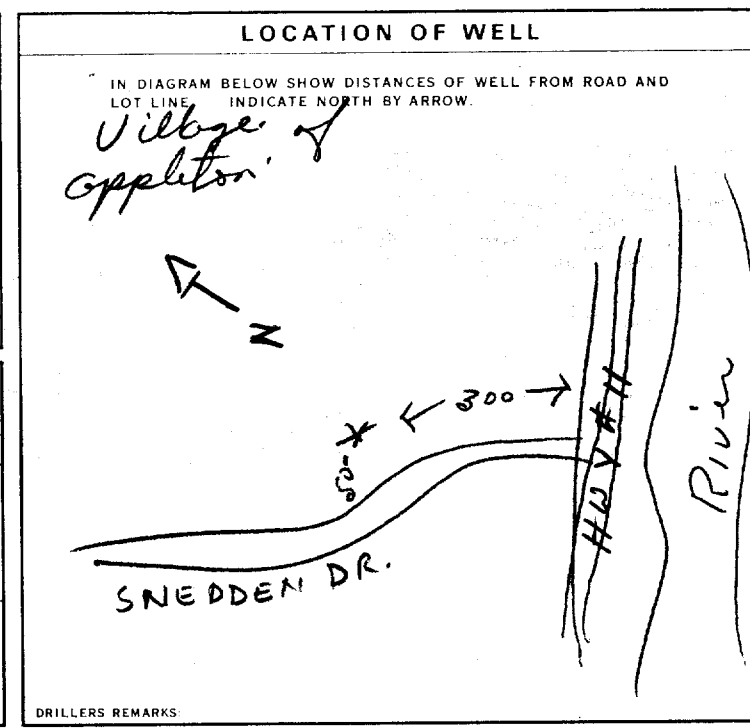 LOCATION OF WELL
IN DIAGRAM BELOW SHOW DISTANCES OF WELL FROM ROAD AND
LOT LINE. INDICATE NORTH BY ARROW.
Village of
Appleton
N
300
50
HWY # 11
River
SNEDDEN DR.
DRILLERS REMARKS: